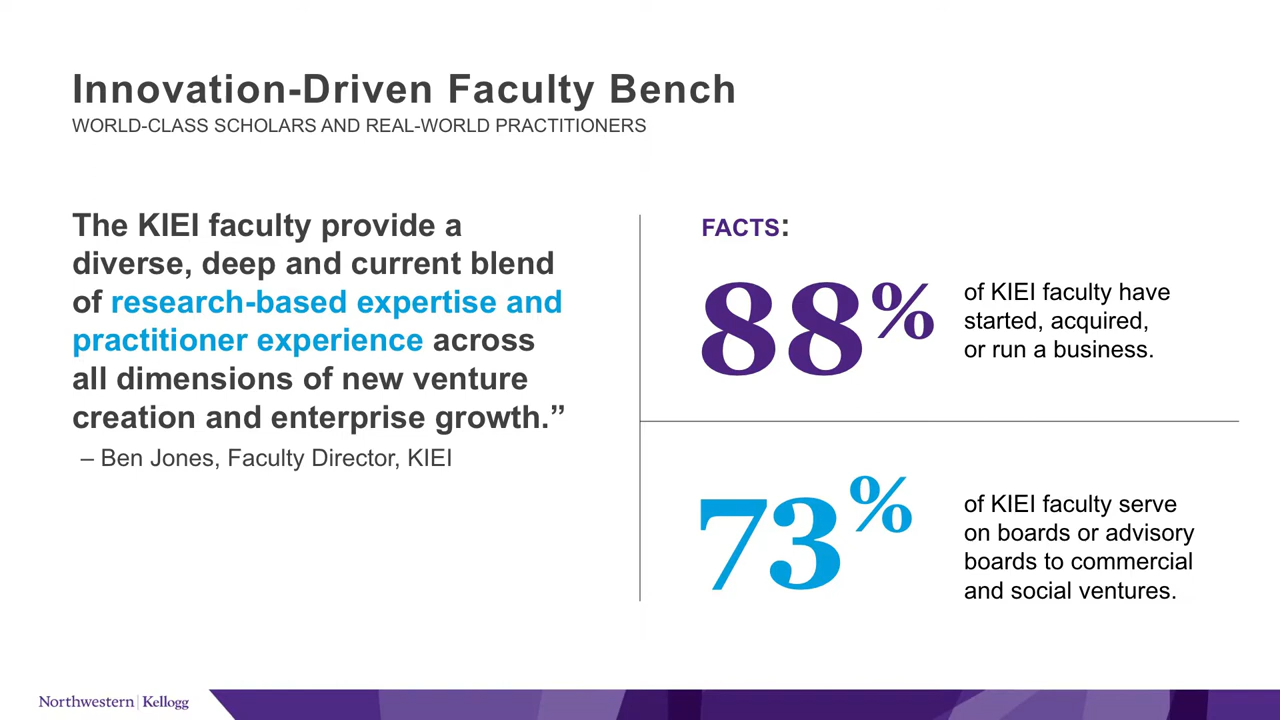 Innovation-Driven Faculty Bench
WORLD-CLASS SCHOLARS AND REAL-WORLD PRACTITIONERS
The KIEI faculty provide a
diverse, deep and current blend
of research-based expertise and
practitioner experience across
all dimensions of new venture
creation and enterprise growth.”
– Ben Jones, Faculty Director, KIEI
FACTS:
88%
of KIEI faculty have
started, acquired,
or run a business.
73%
of KIEI faculty serve
on boards or advisory
boards to commercial
and social ventures.
Northwestern | Kellogg